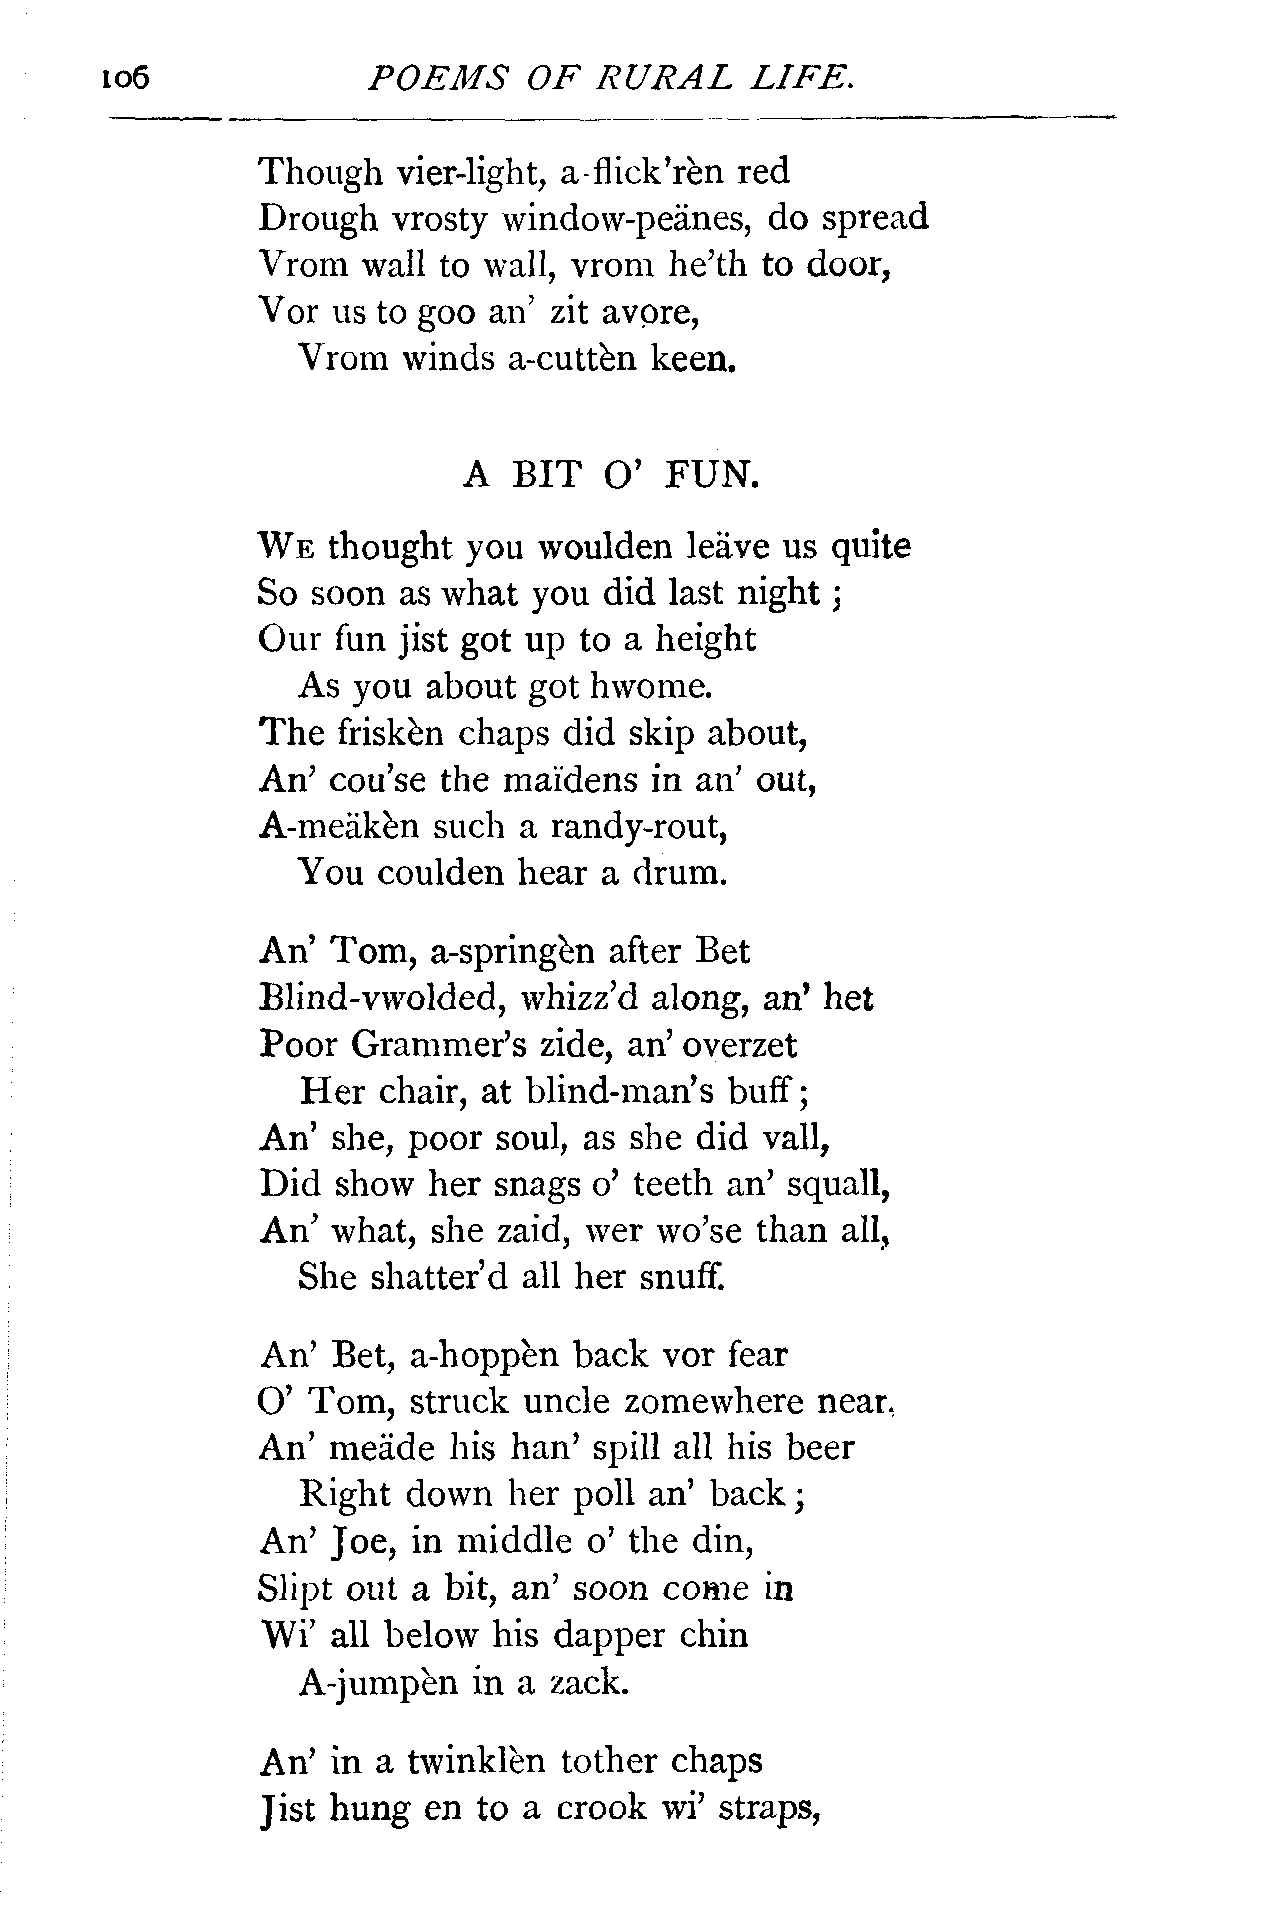 106 POEMS OF RURAL LIFE.
Though vier-light, a-flick'rèn red
Drough vrosty window-peänes, do spread
Vrom wall to wall, vrom he'th to door,
Vor us to goo an' zit avore,
Vrom winds a-cuttèn keen.
A BIT O' FUN.
WE thought you woulden leäve us quite
So soon as what you did last night ;
Our fun jist got up to a height
As you about got hwome.
The friskèn chaps did skip about,
An' cou'se the maïdens in an' out,
A-meäkèn such a randy-rout,
You coulden hear a drum.
An' Tom, a-springèn after Bet
Blind-vwolded, whizz'd along, an' het
Poor Grammer's zide, an' overzet
Her chair, at blind-man's buff ;
An' she, poor soul, as she did vall,
Did show her snags o' teeth an' squall,
An' what, she zaid, wer wo'se than all,
She shatter'd all her snuff.
An' Bet, a-hoppèn back vor fear
O' Tom, struck uncle zomewhere near,
An' meäde his han' spill all his beer
Right down her poll an' back ;
An' Joe, in middle o' the din,
Slipt out a bit, an' soon come in
Wi' all below his dapper chin
A-jumpèn in a zack.
An' in a twinklèn tother chaps
Jist hung en to a crook wi' straps,